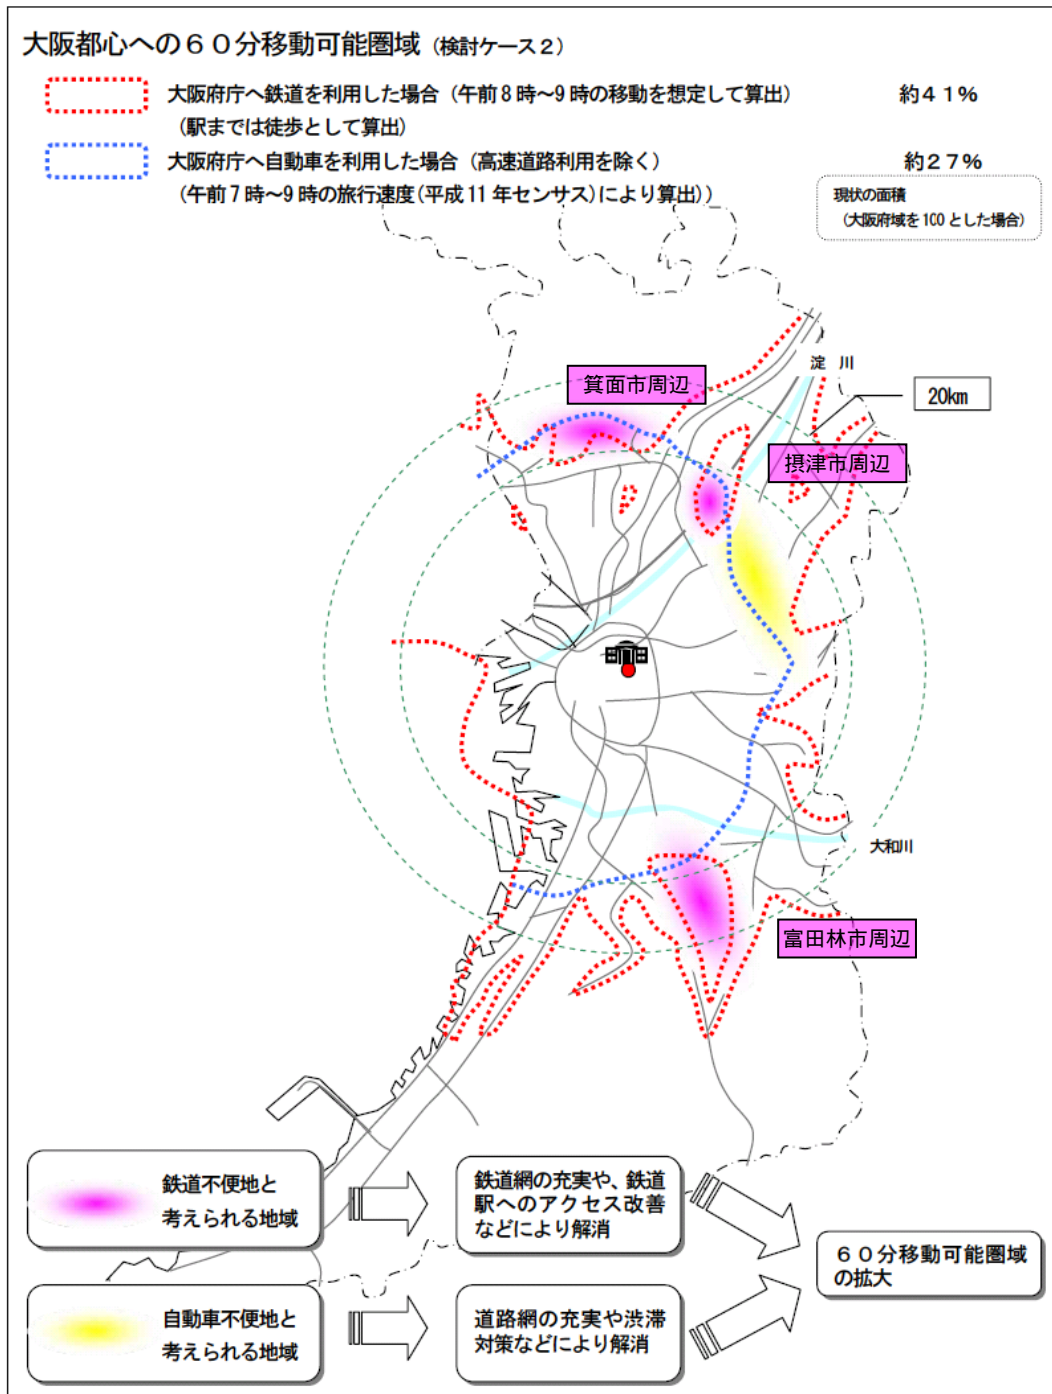 大阪都心への６０分移動可能圏域（検討ケース２）
大阪府庁へ鉄道を利用した場合（午前８時～９時の移動を想定して算出） 約４１％
（駅までは徒歩として算出）
大阪府庁へ自動車を利用した場合（高速道路利用を除く） 約２７％
（午前７時～９時の旅行速度（平成 11 年センサス）により算出））
現状の面積
（大阪府域を 100 とした場合）
淀　川
箕面市周辺
20km
摂津市周辺
大和川
富田林市周辺
鉄道不便地と
考えられる地域
鉄道網の充実や、鉄道
駅へのアクセス改善
などにより解消
６０分移動可能圏域
の拡大
自動車不便地と
考えられる地域
道路網の充実や渋滞
対策などにより解消